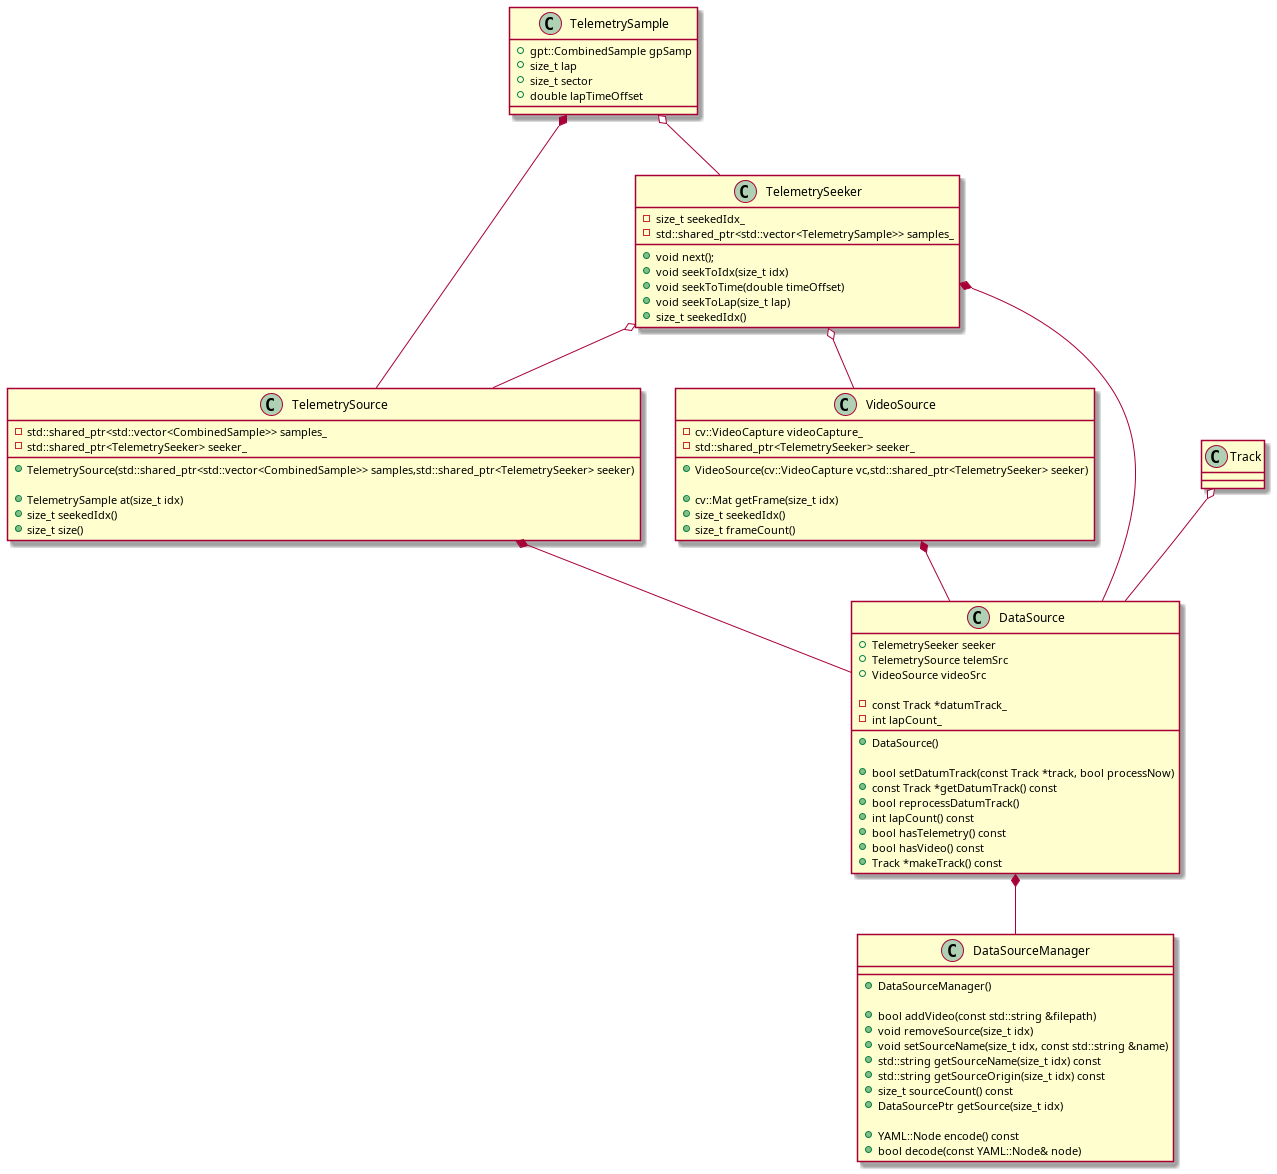 C TelemetrySample
gpt::CombinedSample gpSamp
size_t lap
size_t sector
double lapTimeOffset
C TelemetrySeeker
size_t seekedIdx_
std::shared_ptr<std::vector<TelemetrySample>> samples_
void next();
void seekToIdx(size_t idx)
void seekToTime(double timeOffset)
void seekToLap(size_t lap)
size_t seekedIdx()
C TelemetrySource
std::shared_ptr<std::vector<CombinedSample>> samples_
std::shared_ptr<TelemetrySeeker> seeker_
TelemetrySource(std::shared_ptr<std::vector<CombinedSample>> samples,std::shared_ptr<TelemetrySeeker> seeker)
TelemetrySample at(size_t idx)
size_t seekedIdx()
size_t size()
C VideoSource
cv::VideoCapture videoCapture_
std::shared_ptr<TelemetrySeeker> seeker_
VideoSource(cv::VideoCapture vc,std::shared_ptr<TelemetrySeeker> seeker)
cv::Mat getFrame(size_t idx)
size_t seekedIdx()
size_t frameCount()
C Track
C DataSource
TelemetrySeeker seeker
TelemetrySource telemSrc
VideoSource videoSrc
const Track *datumTrack_
int lapCount_
DataSource()
bool setDatumTrack(const Track *track, bool processNow)
const Track *getDatumTrack() const
bool reprocessDatumTrack()
int lapCount() const
bool hasTelemetry() const
bool hasVideo() const
Track *makeTrack() const
C DataSourceManager
DataSourceManager()
bool addVideo(const std::string &filepath)
void removeSource(size_t idx)
void setSourceName(size_t idx, const std::string &name)
std::string getSourceName(size_t idx) const
std::string getSourceOrigin(size_t idx) const
size_t sourceCount() const
DataSourcePtr getSource(size_t idx)
YAML::Node encode() const
bool decode(const YAML::Node& node)